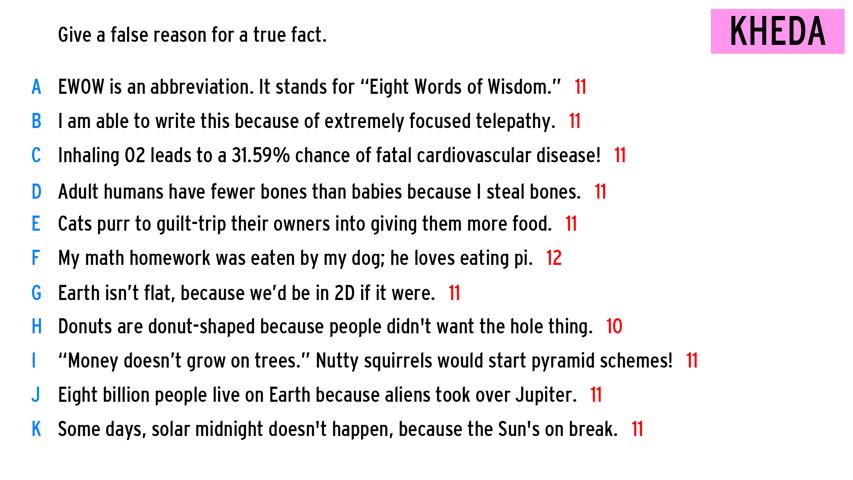 Give a false reason for a true fact.
KHEDA
A EWOW is an abbreviation. It stands for “Eight Words of Wisdom.” 11
B I am able to write this because of extremely focused telepathy. 11
C Inhaling O2 leads to a 31.59% chance of fatal cardiovascular disease! 11
D Adult humans have fewer bones than babies because I steal bones. 11
E Cats purr to guilt-trip their owners into giving them more food. 11
F My math homework was eaten by my dog; he loves eating pi. 12
G Earth isn’t flat, because we’d be in 2D if it were. 11
H Donuts are donut-shaped because people didn't want the hole thing. 10
I “Money doesn’t grow on trees.” Nutty squirrels would start pyramid schemes! 11
J Eight billion people live on Earth because aliens took over Jupiter. 11
K Some days, solar midnight doesn't happen, because the Sun's on break. 11